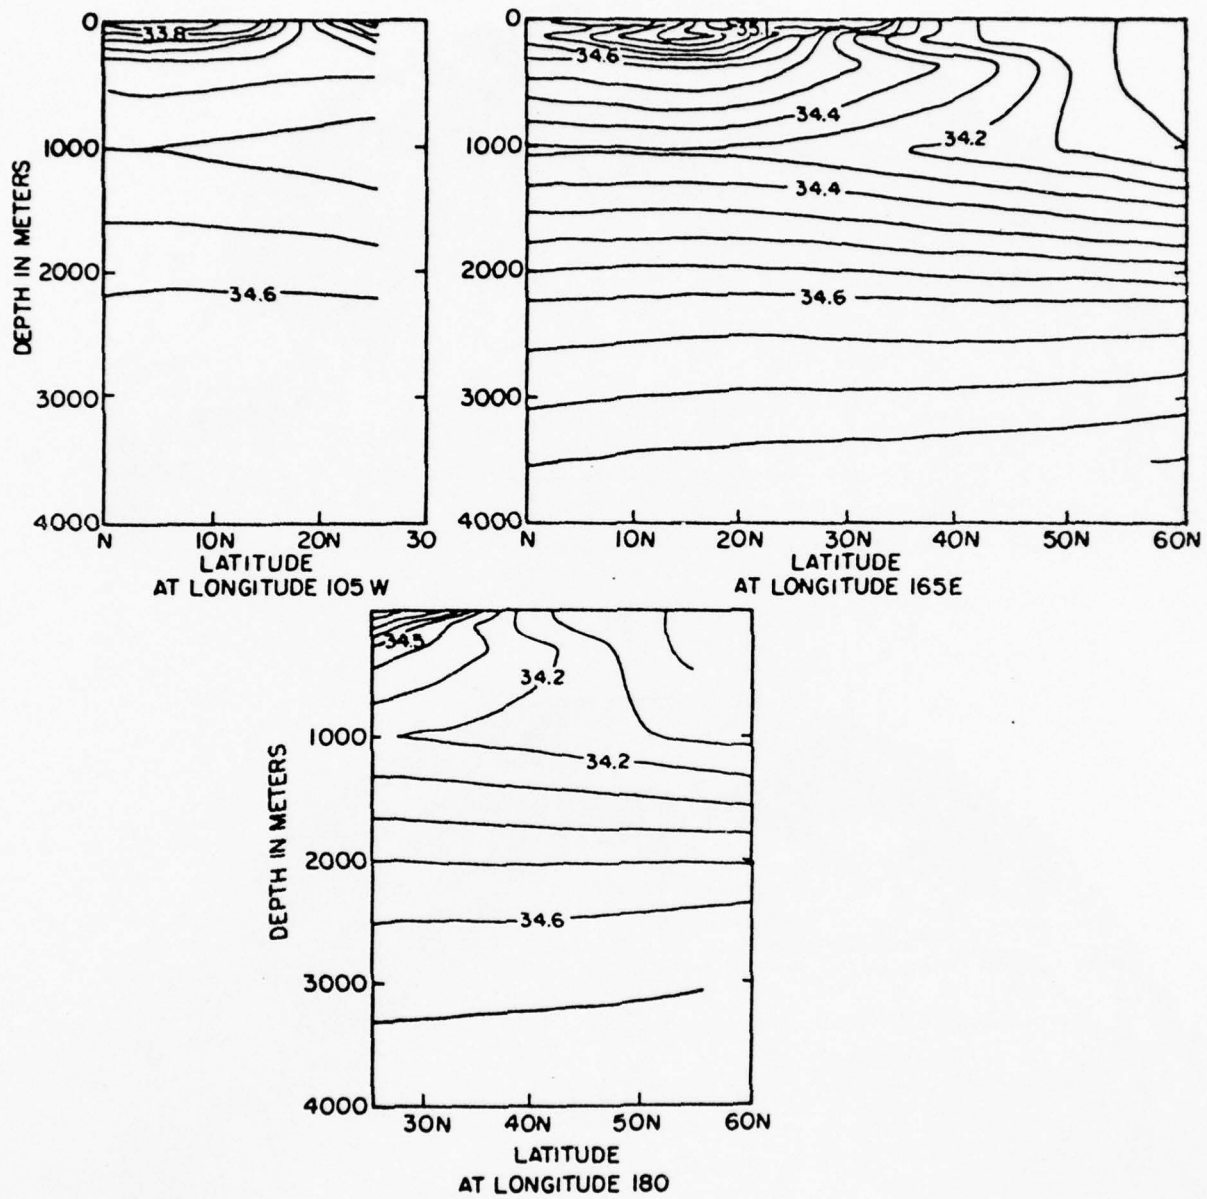 DEPTH IN METERS
0
1000
2000
3000
4000
33.8
34.6
N 10N 20N 30
LATITUDE
AT LONGITUDE 105 W
0
1000
2000
3000
4000
35.1
34.6
34.4
34.2
34.4
34.6
N 10N 20N 30N 40N 50N 60N
LATITUDE
AT LONGITUDE 165E
DEPTH IN METERS
1000
2000
3000
4000
34.5
34.2
34.2
34.6
30N 40N 50N 60N
LATITUDE
AT LONGITUDE 180